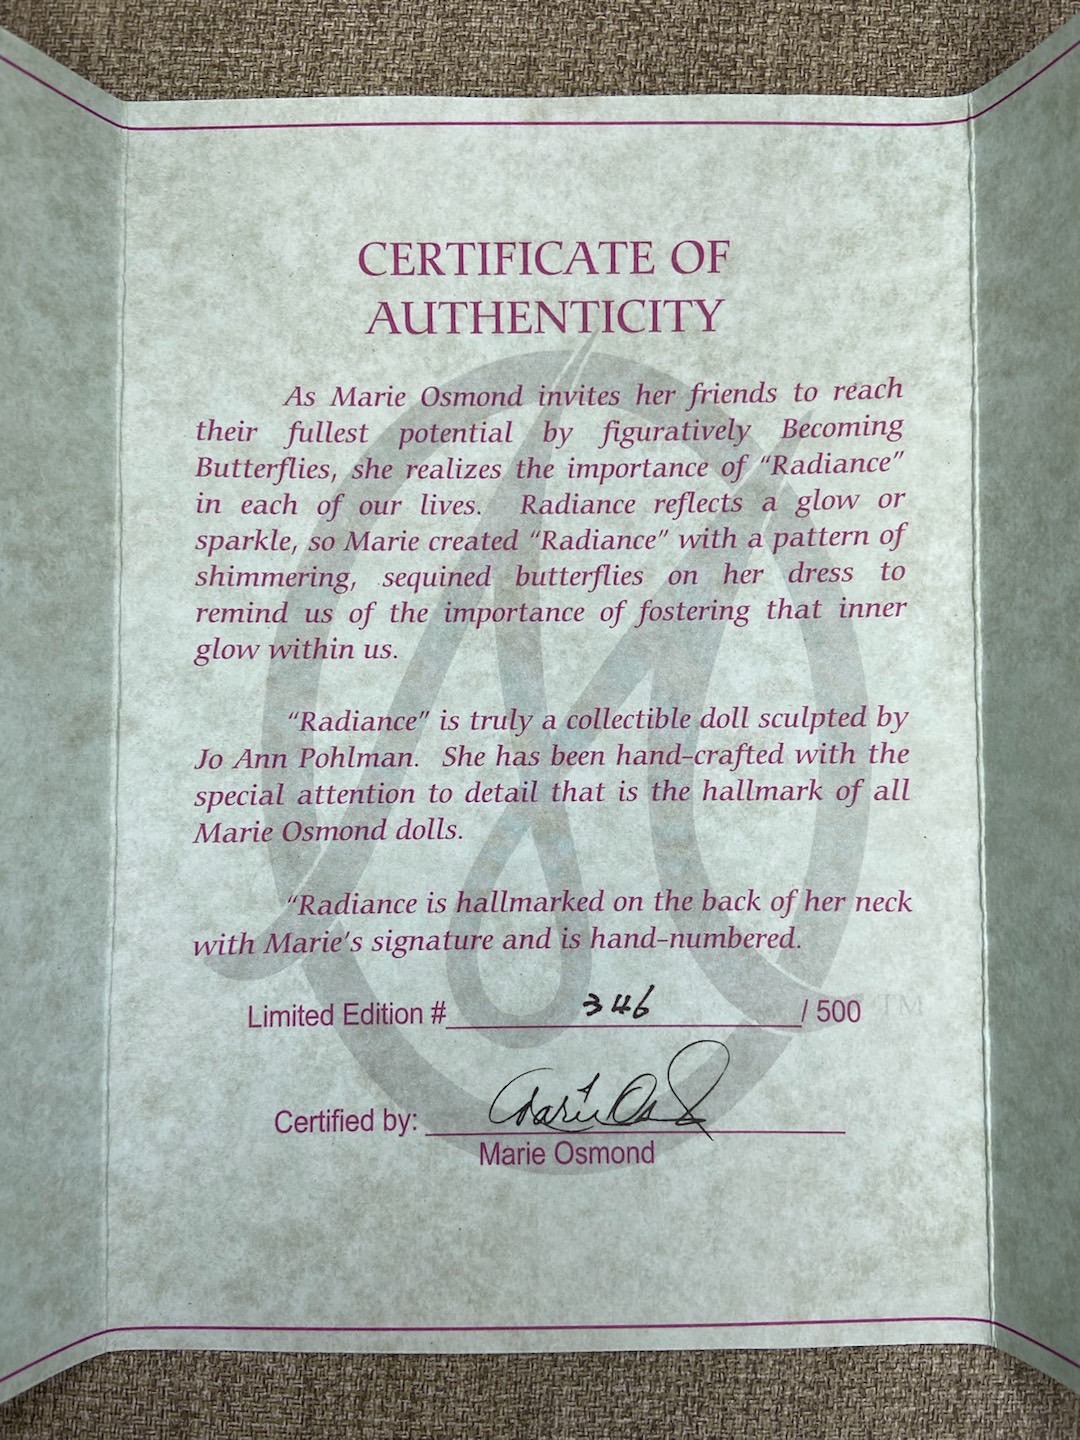 CERTIFICATE OF
AUTHENTICITY
As Marie Osmond invites her friends to reach
their fullest potential by figuratively Becoming
Butterflies, she realizes the importance of “Radiance”
in each of our lives. Radiance reflects a glow or
sparkle, so Marie created “Radiance” with a pattern of
shimmering, sequined butterflies on her dress to
remind us of the importance of fostering that inner
glow within us.
“Radiance” is truly a collectible doll sculpted by
Jo Ann Pohlman. She has been hand-crafted with the
special attention to detail that is the hallmark of all
Marie Osmond dolls.
“Radiance is hallmarked on the back of her neck
with Marie’s signature and is hand-numbered.
Limited Edition # 346 / 500
TM
Certified by: Marie Osmond
Marie Osmond